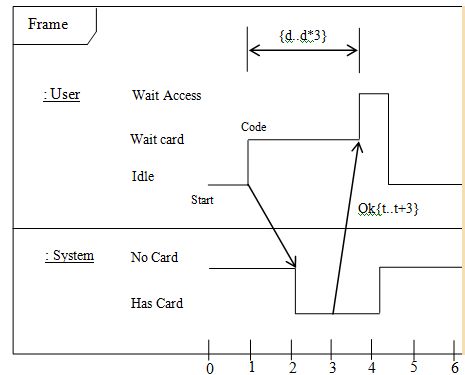 Frame
{d..d*3}
: User
Wait Access
Code
Wait card
Idle
Start
Ok{t..t+3}
: System
No Card
Has Card
0 1 2 3 4 5 6